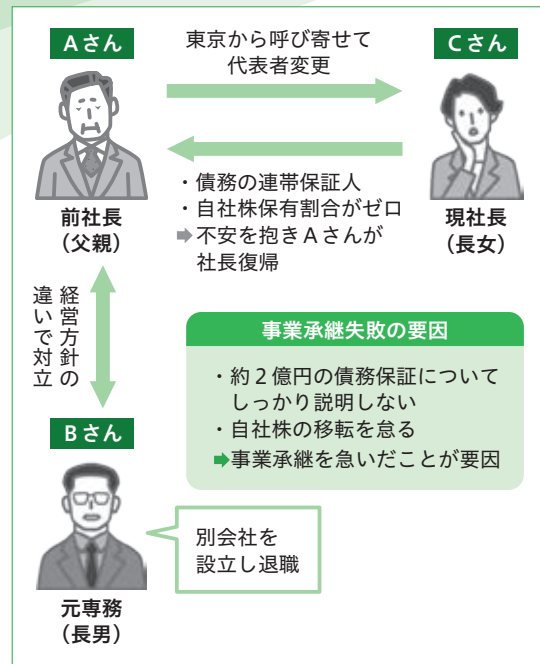 Aさん
東京から呼び寄せて
代表者変更
Cさん
・債務の連帯保証人
・自社株保有割合がゼロ
➡不安を抱きAさんが
社長復帰
前社長
(父親)
現社長
(長女)
経営方針の
違いで対立
事業承継失敗の要因
・約2億円の債務保証について
しっかり説明しない
・自社株の移転を怠る
➡事業承継を急いだことが要因
Bさん
別会社を
設立し退職
元専務
(長男)